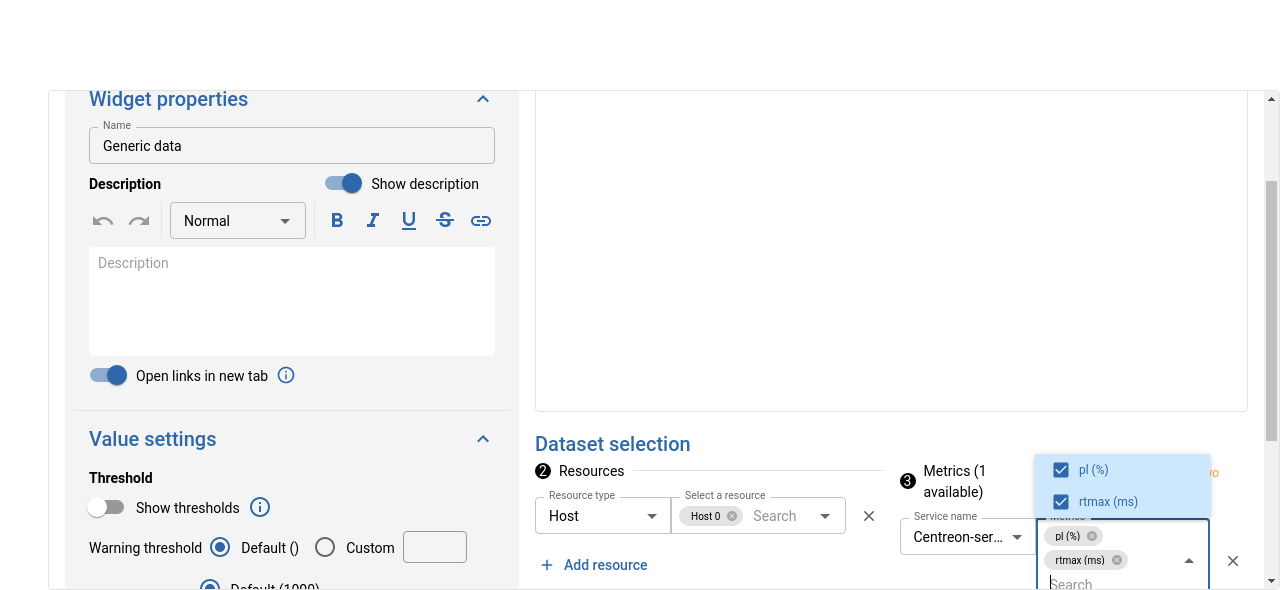 Widget properties
Name
Generic data
Description
Show description
Normal
B I U S
Description
Open links in new tab
Value settings
Threshold
Show thresholds
Warning threshold
Default ()
Custom
Default (1000)
Dataset selection
2 Resources
Resource type
Host
Select a resource
Host 0
Search
Add resource
3 Metrics (1
available)
Service name
Centreon-ser...
pl (%)
rtmax (ms)
Metrics
pl (%)
rtmax (ms)
Search